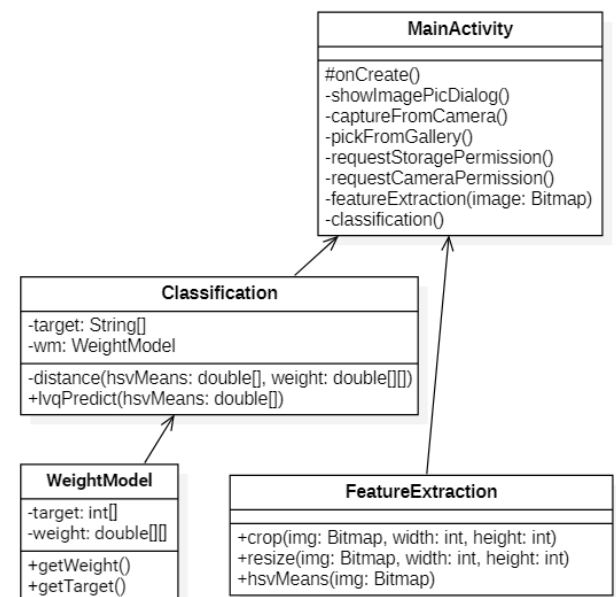 MainActivity
#onCreate()
-showImagePicDialog()
-captureFromCamera()
-pickFromGallery()
-requestStoragePermission()
-requestCameraPermission()
-featureExtraction(image: Bitmap)
-classification()
Classification
-target: String[]
-wm: WeightModel
-distance(hsvMeans: double[], weight: double[][])
+lvqPredict(hsvMeans: double[])
WeightModel
-target: int[]
-weight: double[][]
+getWeight()
+getTarget()
FeatureExtraction
+crop(img: Bitmap, width: int, height: int)
+resize(img: Bitmap, width: int, height: int)
+hsvMeans(img: Bitmap)